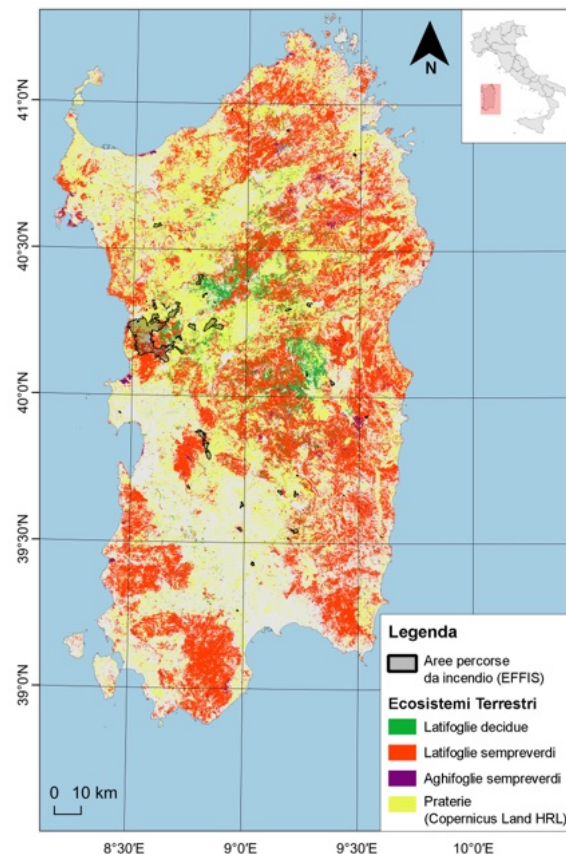 N
41°0'N
40°30'N
40°0'N
39°30'N
39°0'N
Legenda
Aree percorse
da incendio (EFFIS)
Ecosistemi Terrestri
Latifoglie decidue
Latifoglie sempreverdi
Aghifoglie sempreverdi
Praterie
(Copernicus Land HRL)
0 10 km
8°30'E 9°0'E 9°30'E 10°0'E